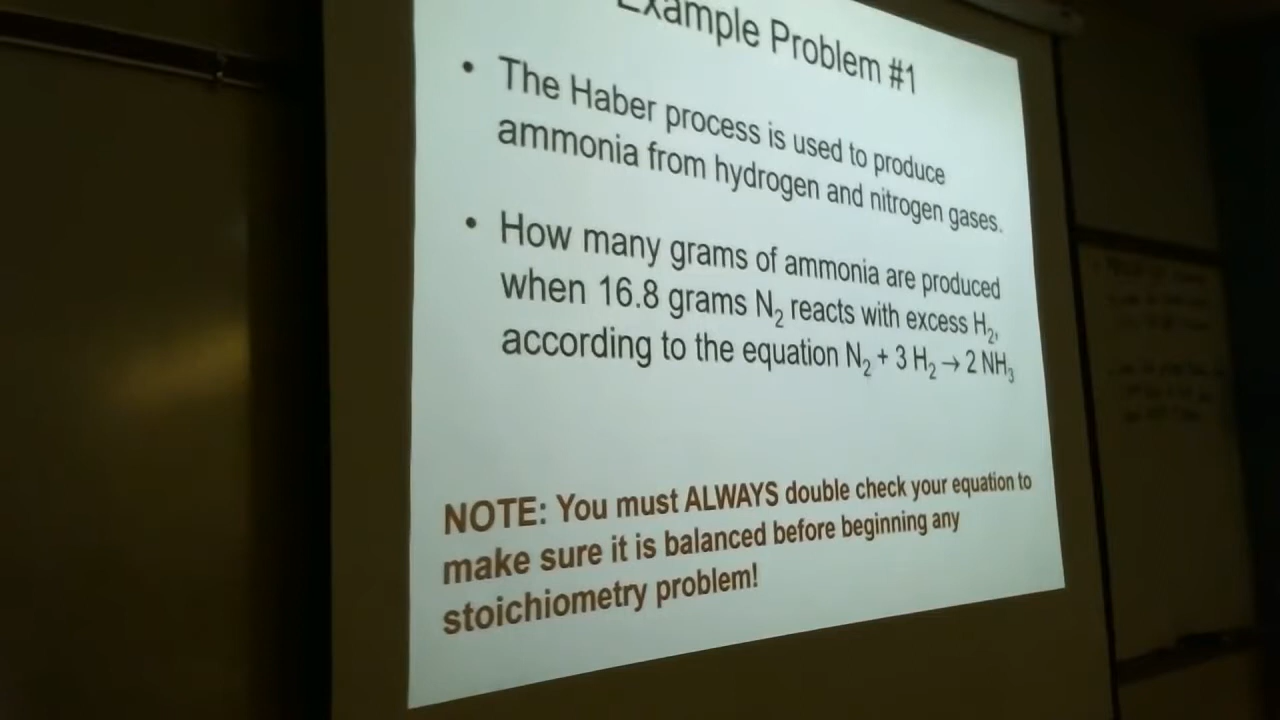 Example Problem #1
• The Haber process is used to produce
ammonia from hydrogen and nitrogen gases.
• How many grams of ammonia are produced
when 16.8 grams N₂ reacts with excess H₂,
according to the equation N₂ + 3 H₂ → 2 NH₃
NOTE: You must ALWAYS double check your equation to
make sure it is balanced before beginning any
stoichiometry problem!